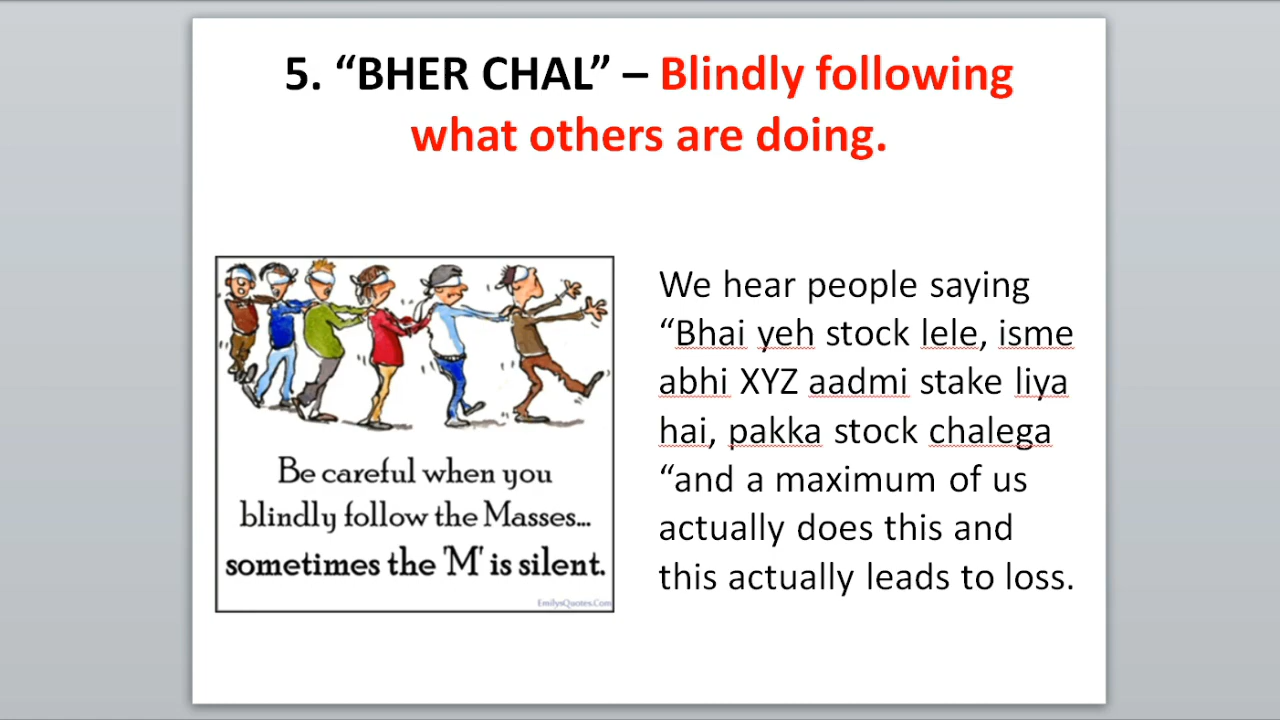 5. “BHER CHAL” – Blindly following
what others are doing.
Be careful when you
blindly follow the Masses...
sometimes the 'M' is silent.
EmilysQuotes.Com
We hear people saying
“Bhai yeh stock lele, isme
abhi XYZ aadmi stake liya
hai, pakka stock chalega
“and a maximum of us
actually does this and
this actually leads to loss.